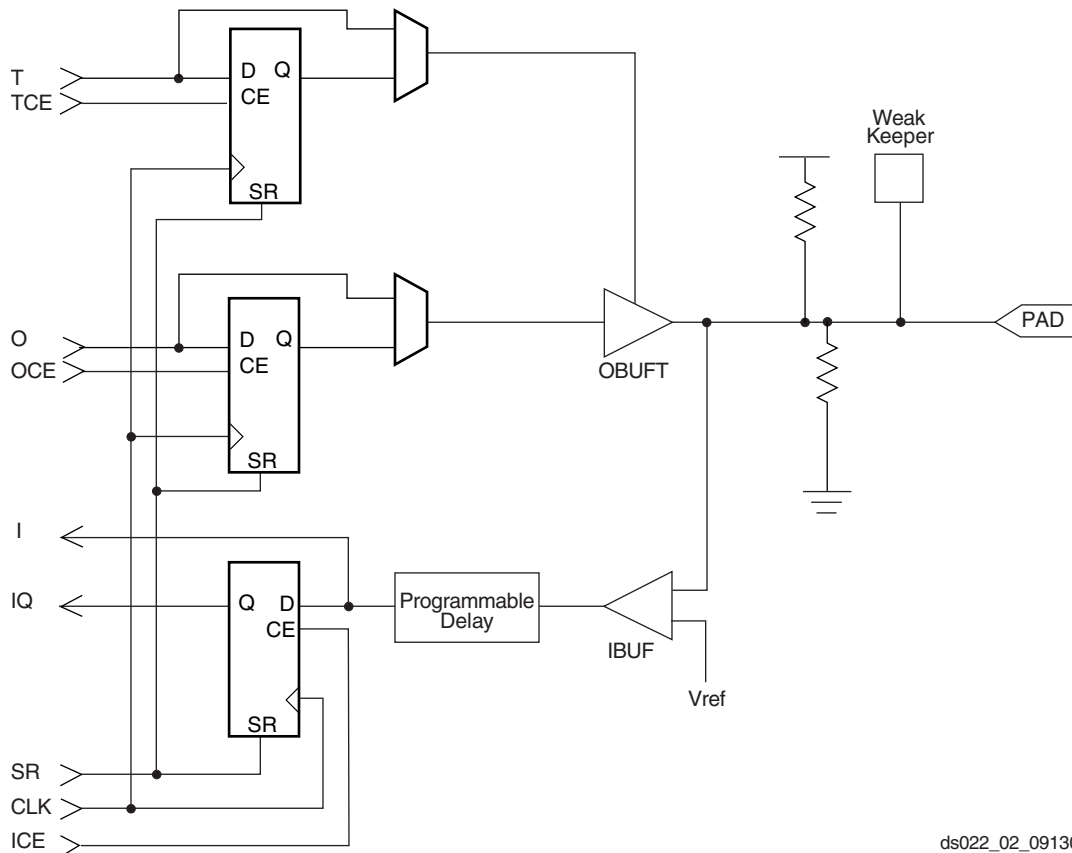 T
TCE
D Q
CE
SR
Weak
Keeper
O
OCE
D Q
CE
SR
OBUFT
PAD
I
IQ
Q D
CE
SR
Programmable
Delay
IBUF
Vref
SR
CLK
ICE